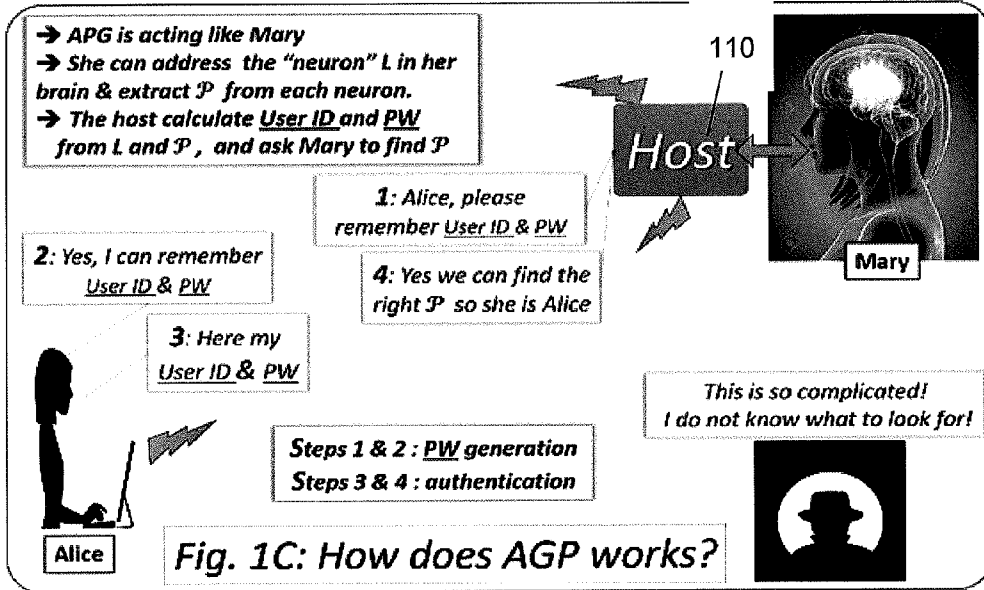 → APG is acting like Mary
→ She can address the "neuron" L in her
brain & extract 𝒫 from each neuron.
→ The host calculate User ID and PW
from L and 𝒫 , and ask Mary to find 𝒫
110
Host
Mary
1: Alice, please
remember User ID & PW
2: Yes, I can remember
User ID & PW
4: Yes we can find the
right 𝒫 so she is Alice
3: Here my
User ID & PW
This is so complicated!
I do not know what to look for!
Steps 1 & 2 : PW generation
Steps 3 & 4 : authentication
Alice
Fig. 1C: How does AGP works?